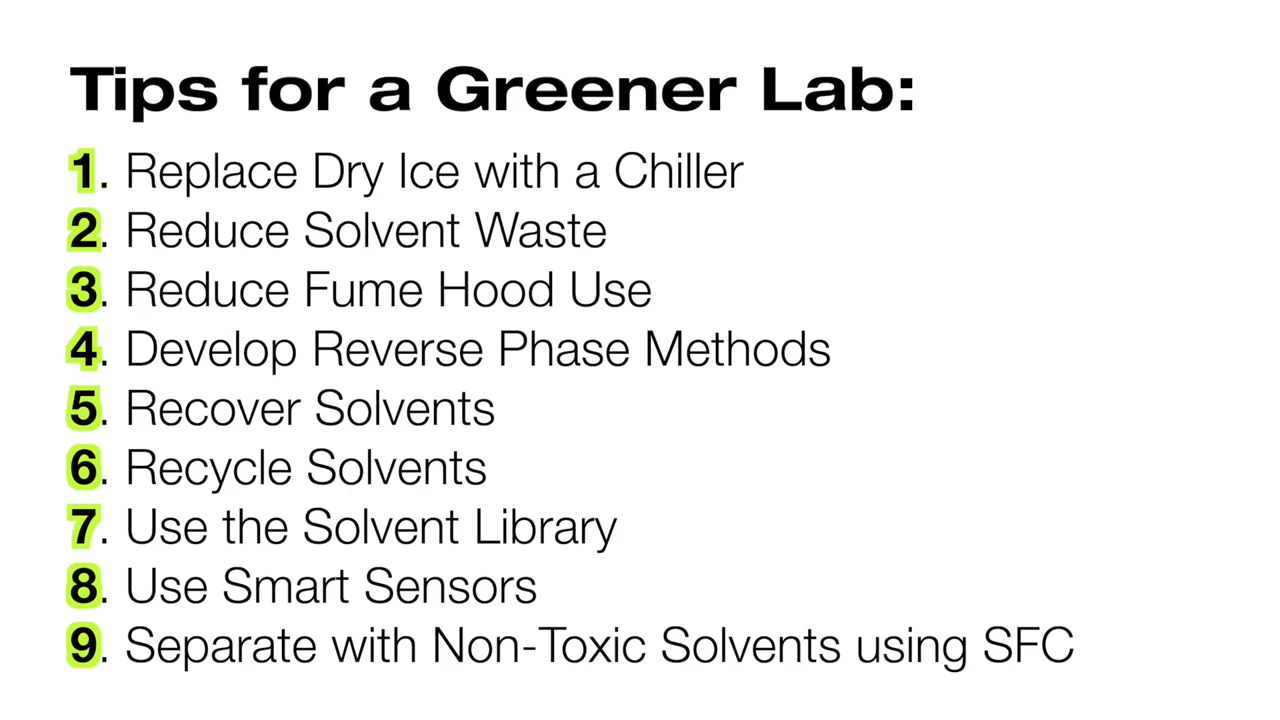 Tips for a Greener Lab:
1. Replace Dry Ice with a Chiller
2. Reduce Solvent Waste
3. Reduce Fume Hood Use
4. Develop Reverse Phase Methods
5. Recover Solvents
6. Recycle Solvents
7. Use the Solvent Library
8. Use Smart Sensors
9. Separate with Non-Toxic Solvents using SFC